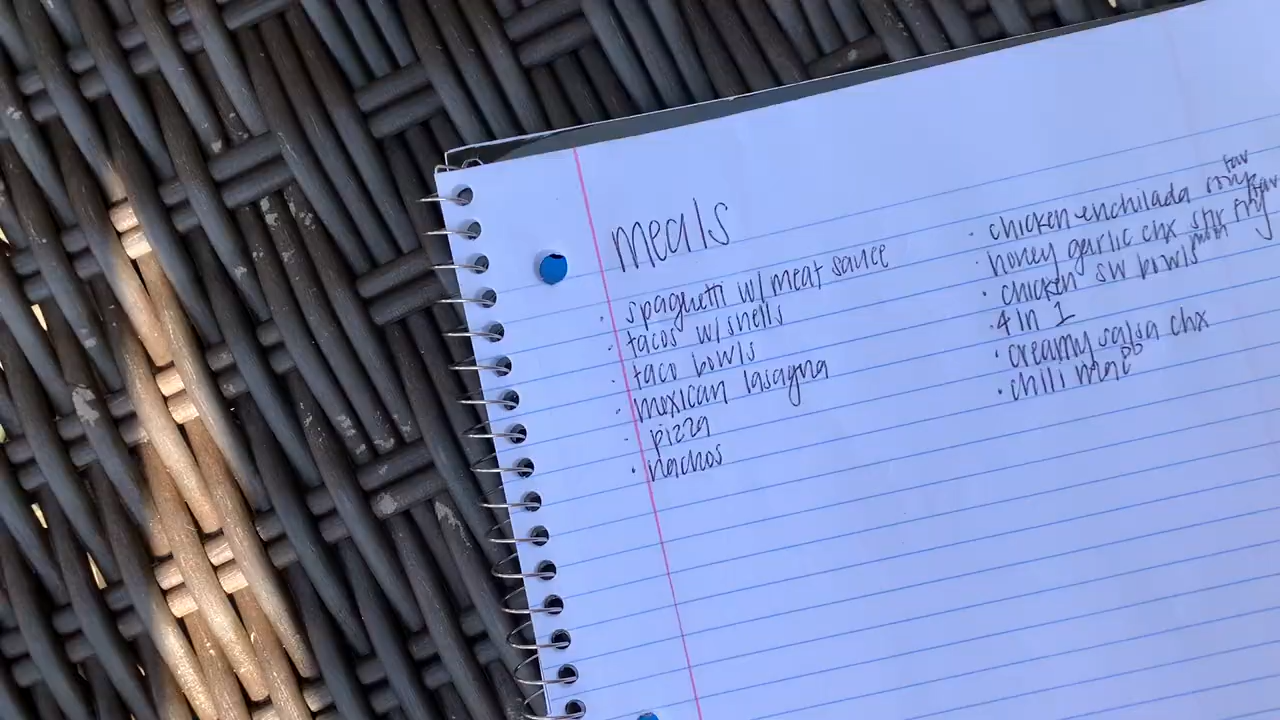 meals
· spaghetti w/ meat sauce
· tacos w/ shells
· taco bowls
· mexican lasagna
· pizza
· nachos
· chicken enchilada
· honey garlic chx stir fry
· chicken sw bowls
· 4 in 1
· creamy salsa chx
· chili mac